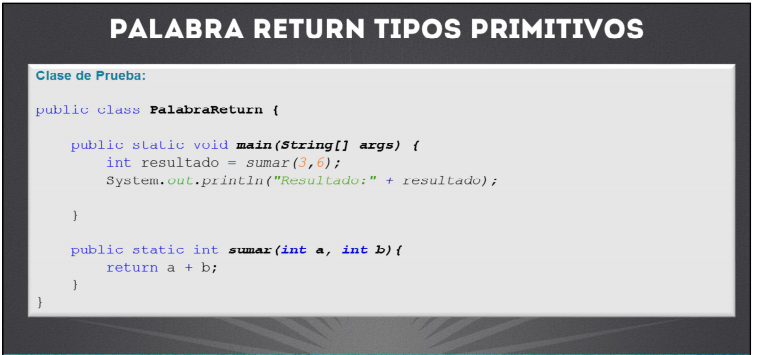 PALABRA RETURN TIPOS PRIMITIVOS
Clase de Prueba:
public class PalabraReturn {
public static void main(String[] args) {
int resultado = sumar(3,6);
System.out.println("Resultado:" + resultado);
}
public static int sumar(int a, int b){
return a + b;
}
}